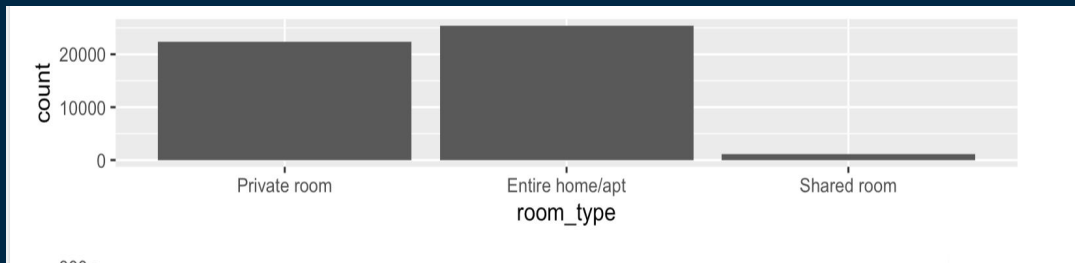 count
20000
10000
0
Private room Entire home/apt Shared room
room_type